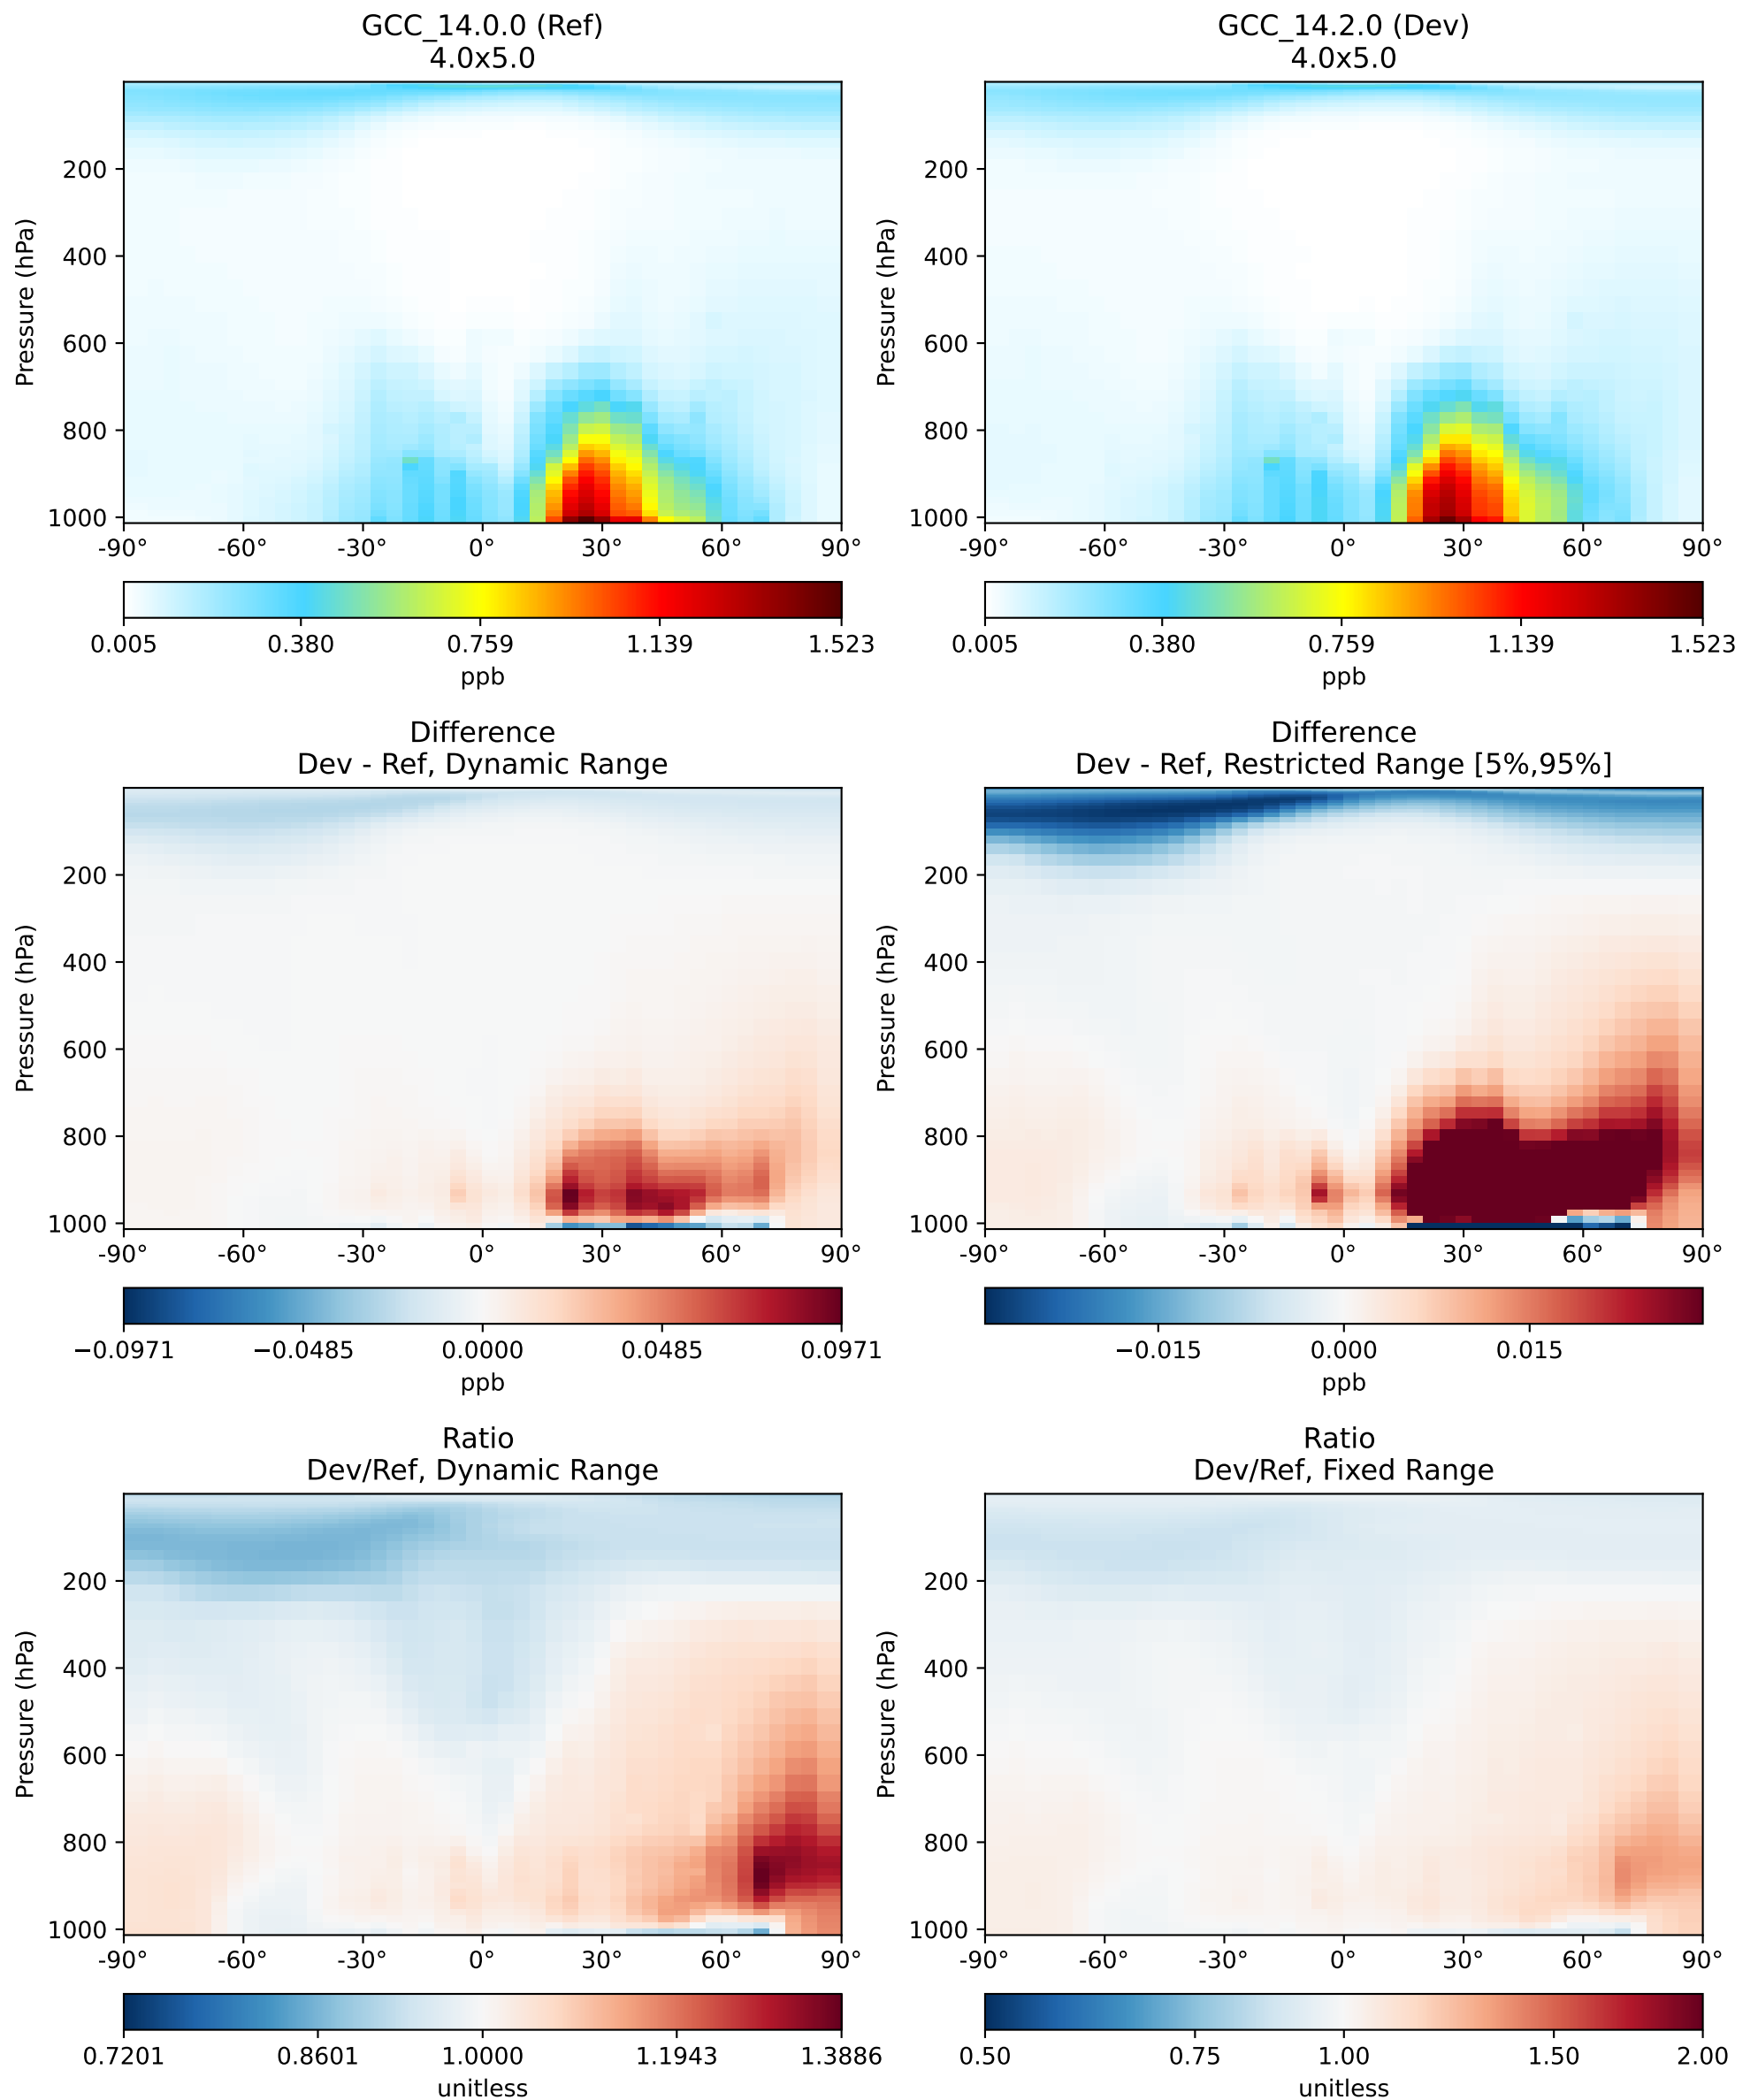 GCC_14.0.0 (Ref)
4.0x5.0
Pressure (hPa)
200
400
600
800
1000
-90° -60° -30° 0° 30° 60° 90°
0.005 0.380 0.759 1.139 1.523
ppb
GCC_14.2.0 (Dev)
4.0x5.0
Pressure (hPa)
200
400
600
800
1000
-90° -60° -30° 0° 30° 60° 90°
0.005 0.380 0.759 1.139 1.523
ppb
Difference
Dev - Ref, Dynamic Range
Pressure (hPa)
200
400
600
800
1000
-90° -60° -30° 0° 30° 60° 90°
−0.0971 −0.0485 0.0000 0.0485 0.0971
ppb
Difference
Dev - Ref, Restricted Range [5%,95%]
Pressure (hPa)
200
400
600
800
1000
-90° -60° -30° 0° 30° 60° 90°
−0.015 0.000 0.015
ppb
Ratio
Dev/Ref, Dynamic Range
Pressure (hPa)
200
400
600
800
1000
-90° -60° -30° 0° 30° 60° 90°
0.7201 0.8601 1.0000 1.1943 1.3886
unitless
Ratio
Dev/Ref, Fixed Range
Pressure (hPa)
200
400
600
800
1000
-90° -60° -30° 0° 30° 60° 90°
0.50 0.75 1.00 1.50 2.00
unitless